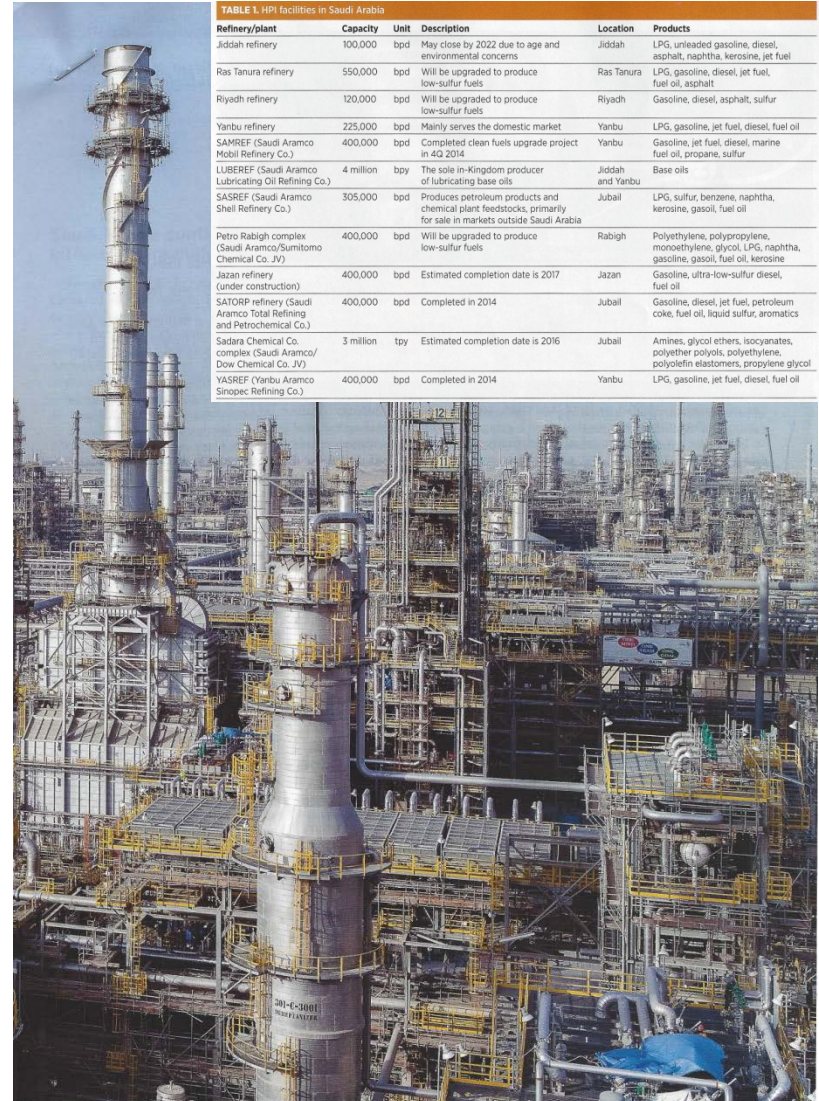 TABLE 1. HPI facilities in Saudi Arabia
Refinery/plant Capacity Unit Description Location Products
Jiddah refinery 100,000 bpd May close by 2022 due to age and Jiddah LPG, unleaded gasoline, diesel,
environmental concerns asphalt, naphtha, kerosine, jet fuel
Ras Tanura refinery 550,000 bpd Will be upgraded to produce Ras Tanura LPG, gasoline, diesel, jet fuel,
low-sulfur fuels fuel oil, asphalt
Riyadh refinery 120,000 bpd Will be upgraded to produce Riyadh Gasoline, diesel, asphalt, sulfur
low-sulfur fuels
Yanbu refinery 225,000 bpd Mainly serves the domestic market Yanbu LPG, gasoline, jet fuel, diesel, fuel oil
SAMREF (Saudi Aramco 400,000 bpd Completed clean fuels upgrade project Yanbu Gasoline, jet fuel, diesel, marine
Mobil Refinery Co.) in 4Q 2014 fuel oil, propane, sulfur
LUBEREF (Saudi Aramco 4 million bpy The sole in-Kingdom producer Jiddah Base oils
Lubricating Oil Refining Co.) of lubricating base oils and Yanbu
SASREF (Saudi Aramco 305,000 bpd Produces petroleum products and Jubail LPG, sulfur, benzene, naphtha,
Shell Refinery Co.) chemical plant feedstocks, primarily kerosine, gasoil, fuel oil
for sale in markets outside Saudi Arabia
Petro Rabigh complex 400,000 bpd Will be upgraded to produce Rabigh Polyethylene, polypropylene,
(Saudi Aramco/Sumitomo low-sulfur fuels monoethylene, glycol, LPG, naphtha,
Chemical Co. JV) gasoline, gasoil, fuel oil, kerosine
Jazan refinery 400,000 bpd Estimated completion date is 2017 Jazan Gasoline, ultra-low-sulfur diesel,
(under construction) fuel oil
SATORP refinery (Saudi 400,000 bpd Completed in 2014 Jubail Gasoline, diesel, jet fuel, petroleum
Aramco Total Refining coke, fuel oil, liquid sulfur, aromatics
and Petrochemical Co.)
Sadara Chemical Co. 3 million tpy Estimated completion date is 2016 Jubail Amines, glycol ethers, isocyanates,
complex (Saudi Aramco/ polyether polyols, polyethylene,
Dow Chemical Co. JV) polyolefin elastomers, propylene glycol
YASREF (Yanbu Aramco 400,000 bpd Completed in 2014 Yanbu LPG, gasoline, jet fuel, diesel, fuel oil
Sinopec Refining Co.)
12
11
301-C-3001